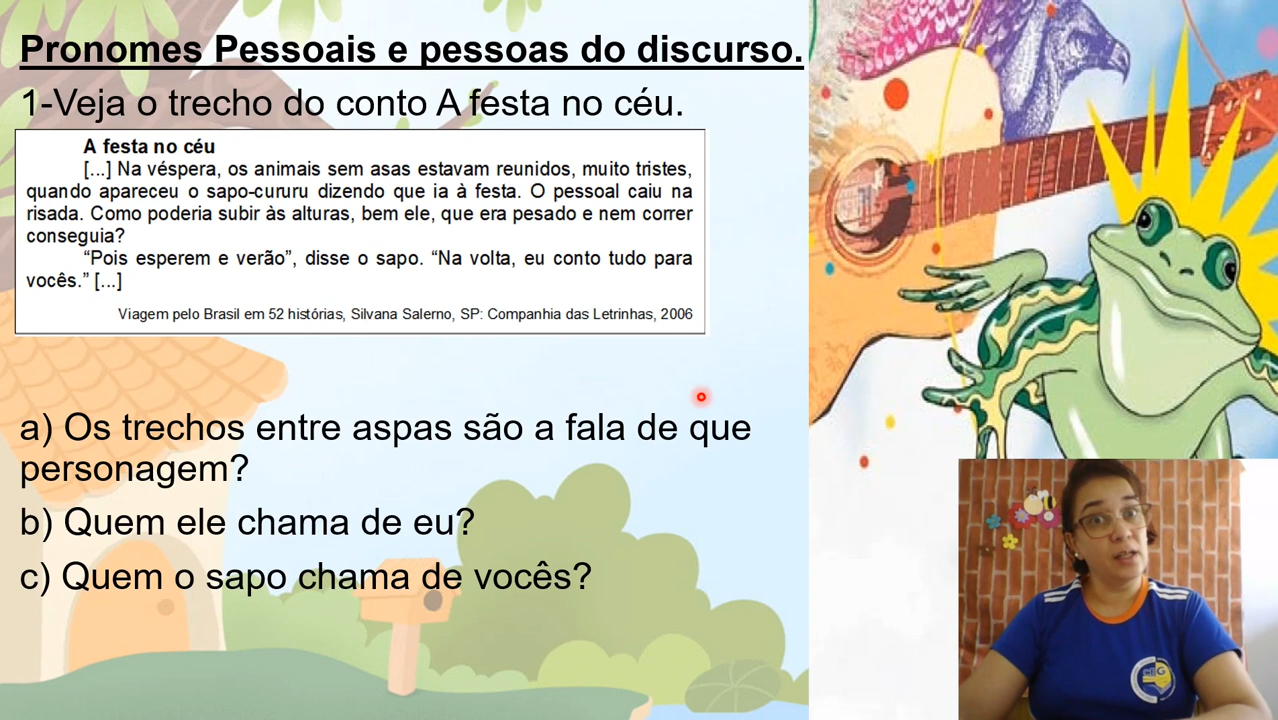 Pronomes Pessoais e pessoas do discurso.
1-Veja o trecho do conto A festa no céu.
A festa no céu
[...] Na véspera, os animais sem asas estavam reunidos, muito tristes,
quando apareceu o sapo-cururu dizendo que ia à festa. O pessoal caiu na
risada. Como poderia subir às alturas, bem ele, que era pesado e nem correr
conseguia?
“Pois esperem e verão”, disse o sapo. “Na volta, eu conto tudo para
vocês.” [...]
Viagem pelo Brasil em 52 histórias, Silvana Salerno, SP: Companhia das Letrinhas, 2006
a) Os trechos entre aspas são a fala de que
personagem?
b) Quem ele chama de eu?
c) Quem o sapo chama de vocês?